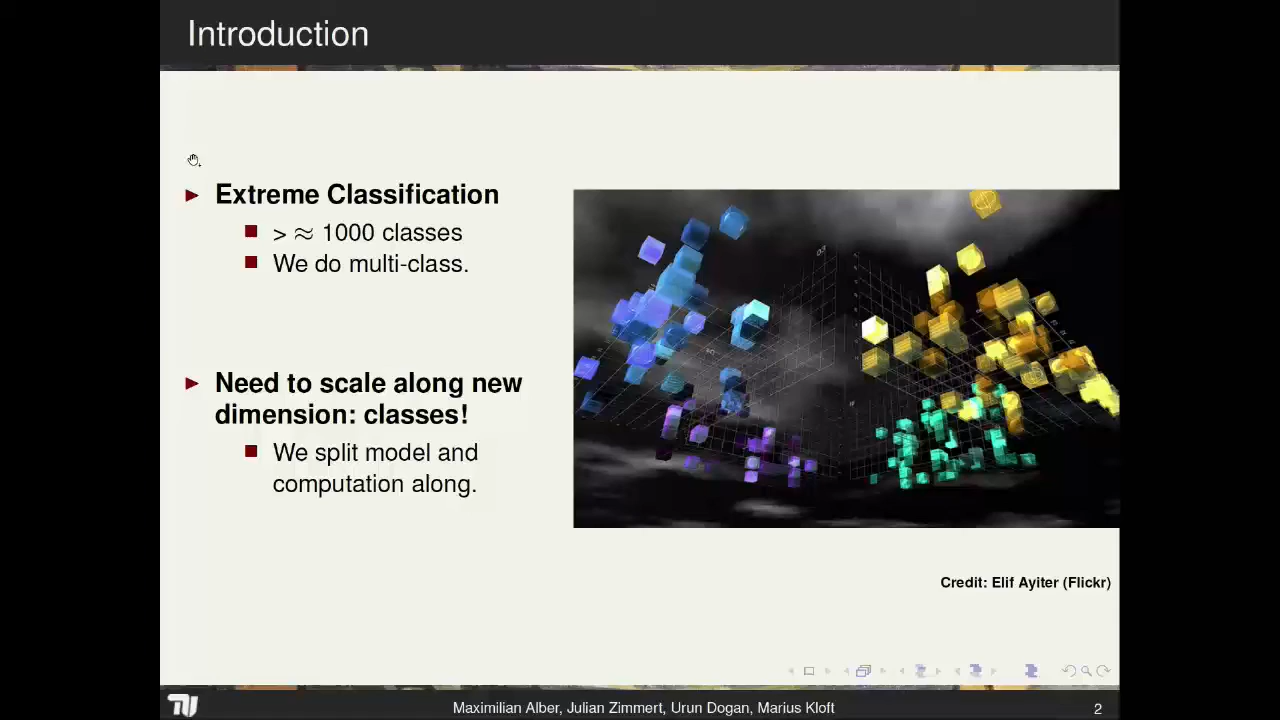 Introduction
Extreme Classification
> ≈ 1000 classes
We do multi-class.
Need to scale along new
dimension: classes!
We split model and
computation along.
Credit: Elif Ayiter (Flickr)
Maximilian Alber, Julian Zimmert, Urun Dogan, Marius Kloft
2